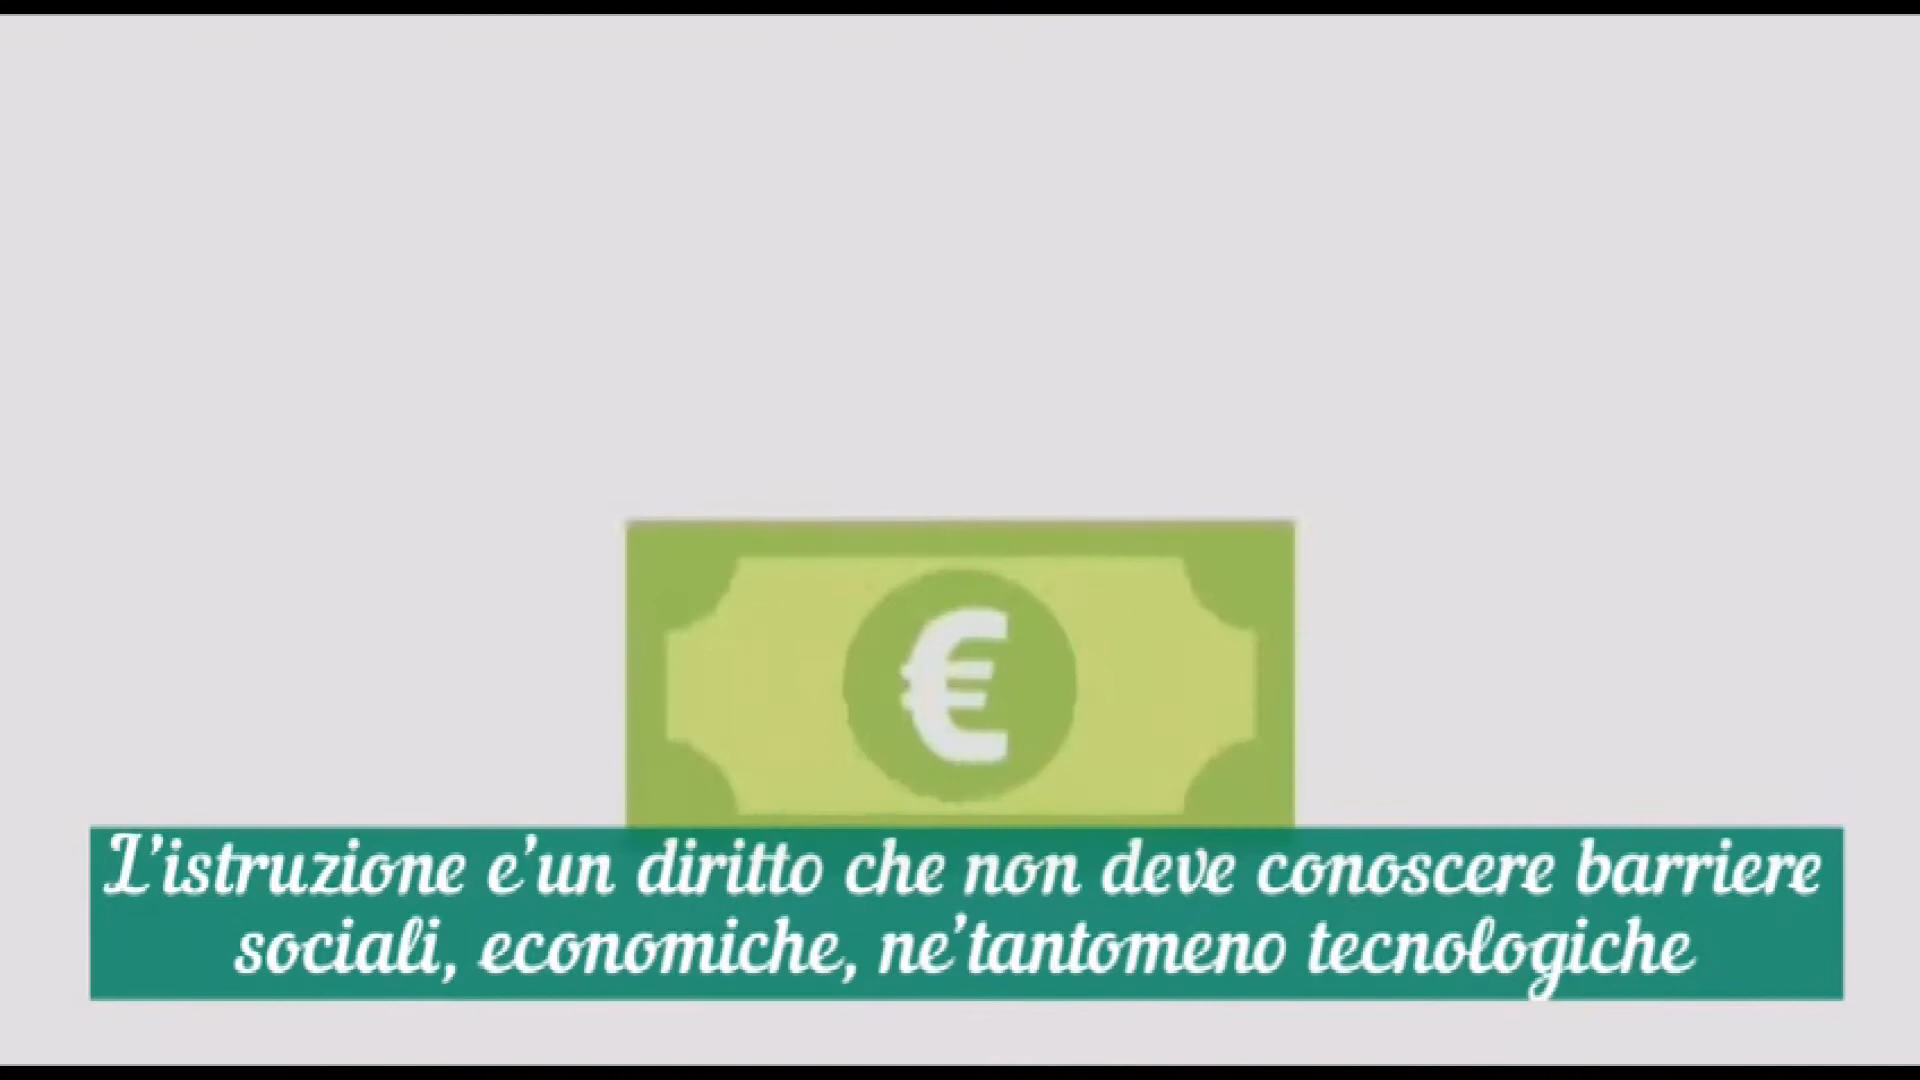 €
L'istruzione e'un diritto che non deve conoscere barriere
sociali, economiche, ne'tantomeno tecnologiche